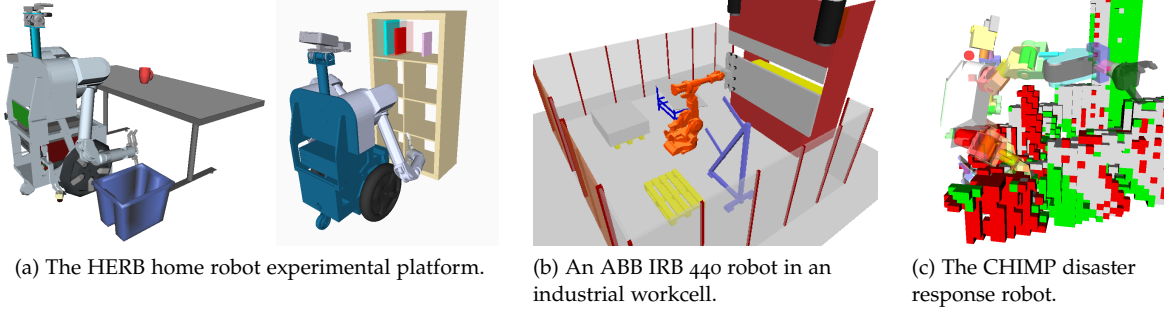 (a) The HERB home robot experimental platform.
(b) An ABB IRB 440 robot in an
industrial workcell.
(c) The CHIMP disaster
response robot.